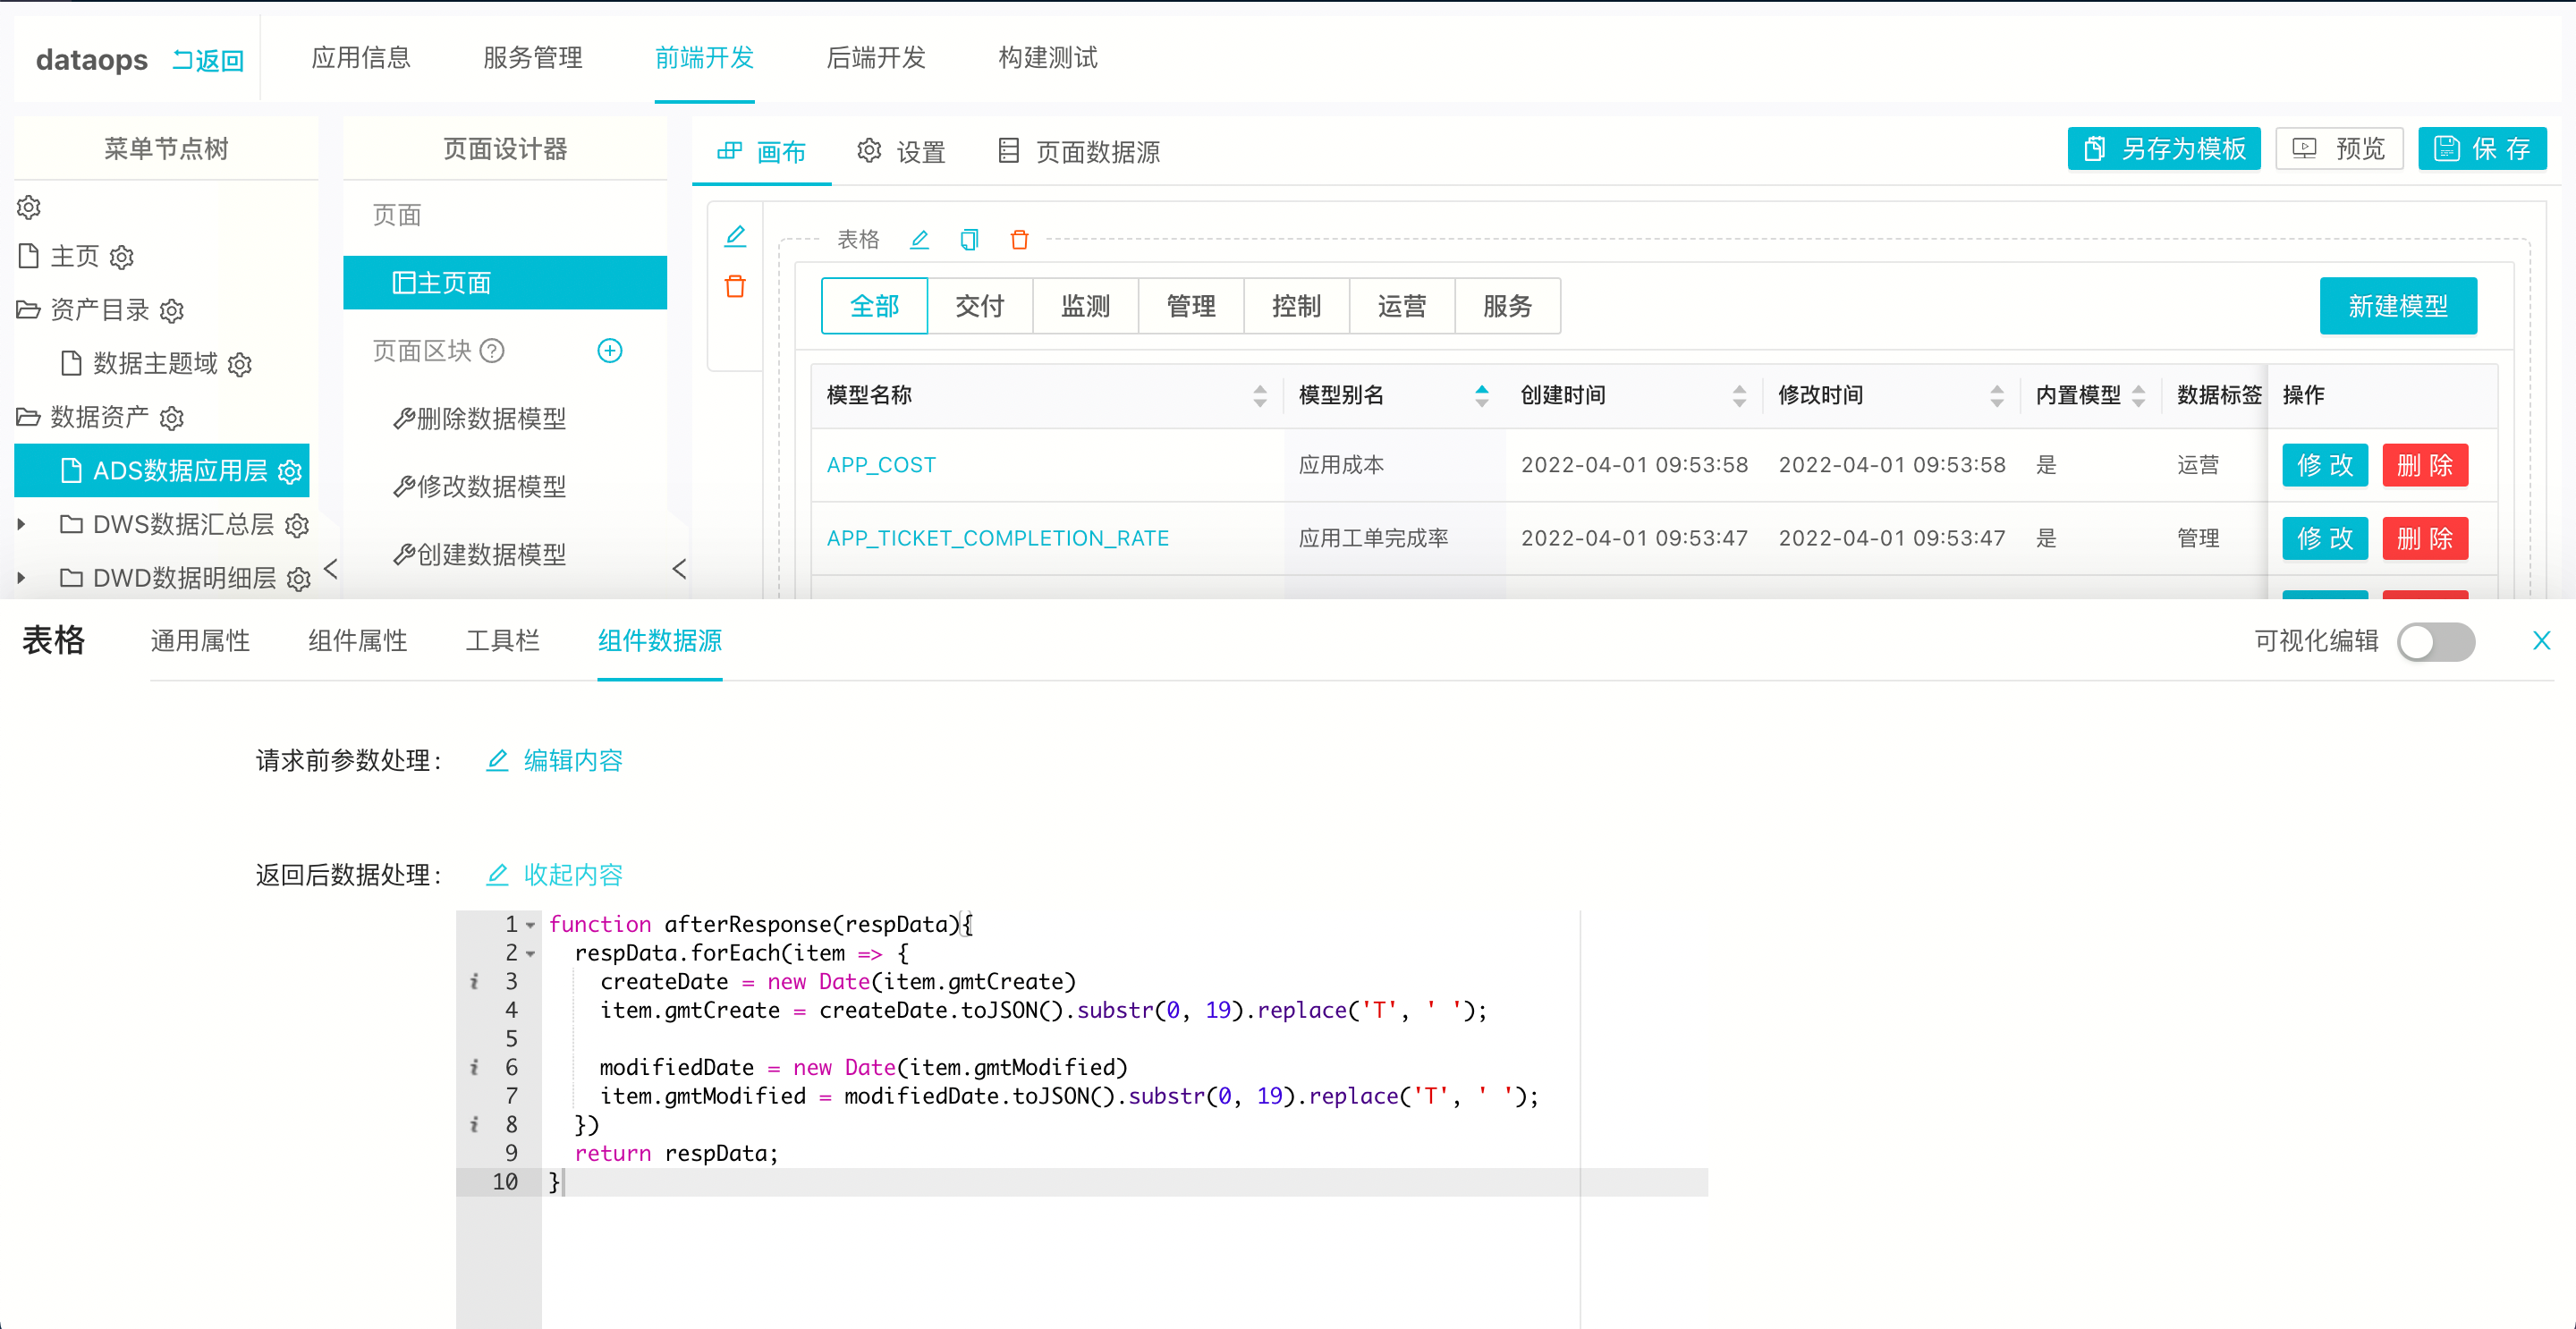 dataops 返回 应用信息 服务管理 前端开发 后端开发 构建测试
菜单节点树
主页
资产目录
数据主题域
数据资产
ADS数据应用层
DWS数据汇总层
DWD数据明细层
页面设计器
页面
主页面
页面区块
删除数据模型
修改数据模型
创建数据模型
画布 设置 页面数据源 另存为模板 预览 保 存
表格
全部 交付 监测 管理 控制 运营 服务 新建模型
模型名称 模型别名 创建时间 修改时间 内置模型 数据标签 操作
APP_COST 应用成本 2022-04-01 09:53:58 2022-04-01 09:53:58 是 运营 修 改 删 除
APP_TICKET_COMPLETION_RATE 应用工单完成率 2022-04-01 09:53:47 2022-04-01 09:53:47 是 管理 修 改 删 除
表格 通用属性 组件属性 工具栏 组件数据源 可视化编辑
请求前参数处理: 编辑内容
返回后数据处理: 收起内容
1 function afterResponse(respData){
2 respData.forEach(item => {
3 createDate = new Date(item.gmtCreate)
4 item.gmtCreate = createDate.toJSON().substr(0, 19).replace('T', ' ');
5
6 modifiedDate = new Date(item.gmtModified)
7 item.gmtModified = modifiedDate.toJSON().substr(0, 19).replace('T', ' ');
8 })
9 return respData;
10 }